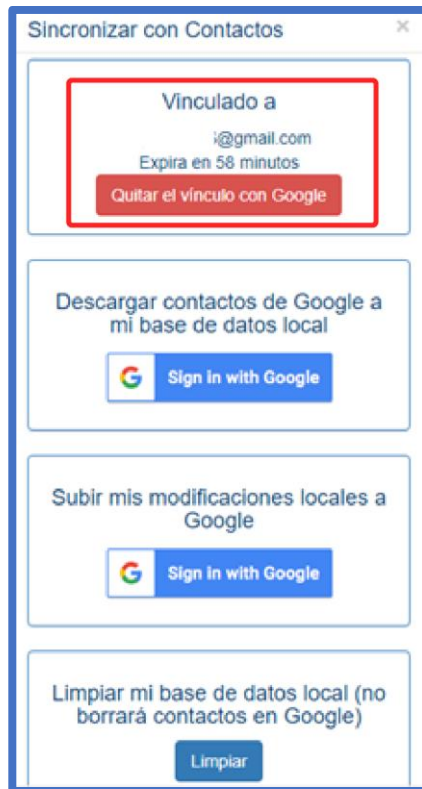 Sincronizar con Contactos ×
Vinculado a
@gmail.com
Expira en 58 minutos
Quitar el vínculo con Google
Descargar contactos de Google a
mi base de datos local
G Sign in with Google
Subir mis modificaciones locales a
Google
G Sign in with Google
Limpiar mi base de datos local (no
borrará contactos en Google)
Limpiar